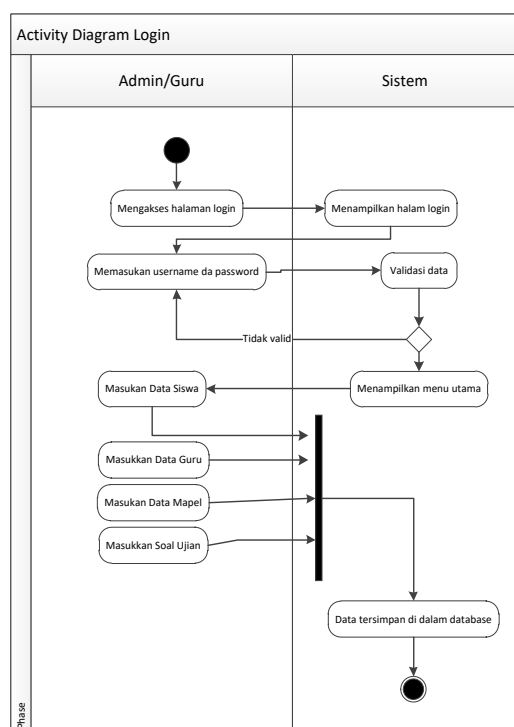 Activity Diagram Login
Admin/Guru
Sistem
Mengakses halaman login
Menampilkan halam login
Memasukan username da password
Validasi data
Tidak valid
Masukan Data Siswa
Menampilkan menu utama
Masukkan Data Guru
Masukan Data Mapel
Masukkan Soal Ujian
Data tersimpan di dalam database
Phase